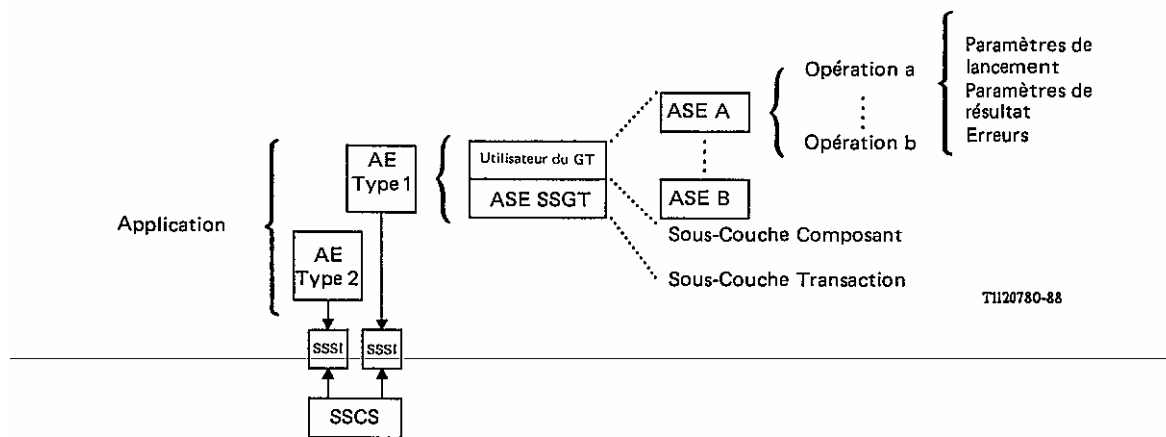 Paramètres de
lancement
Paramètres de
résultat
Erreurs
Opération a
Opération b
ASE A
ASE B
Utilisateur du GT
ASE SSGT
AE
Type 1
Application
AE
Type 2
Sous-Couche Composant
Sous-Couche Transaction
T1120780-88
SSSI
SSSI
SSCS